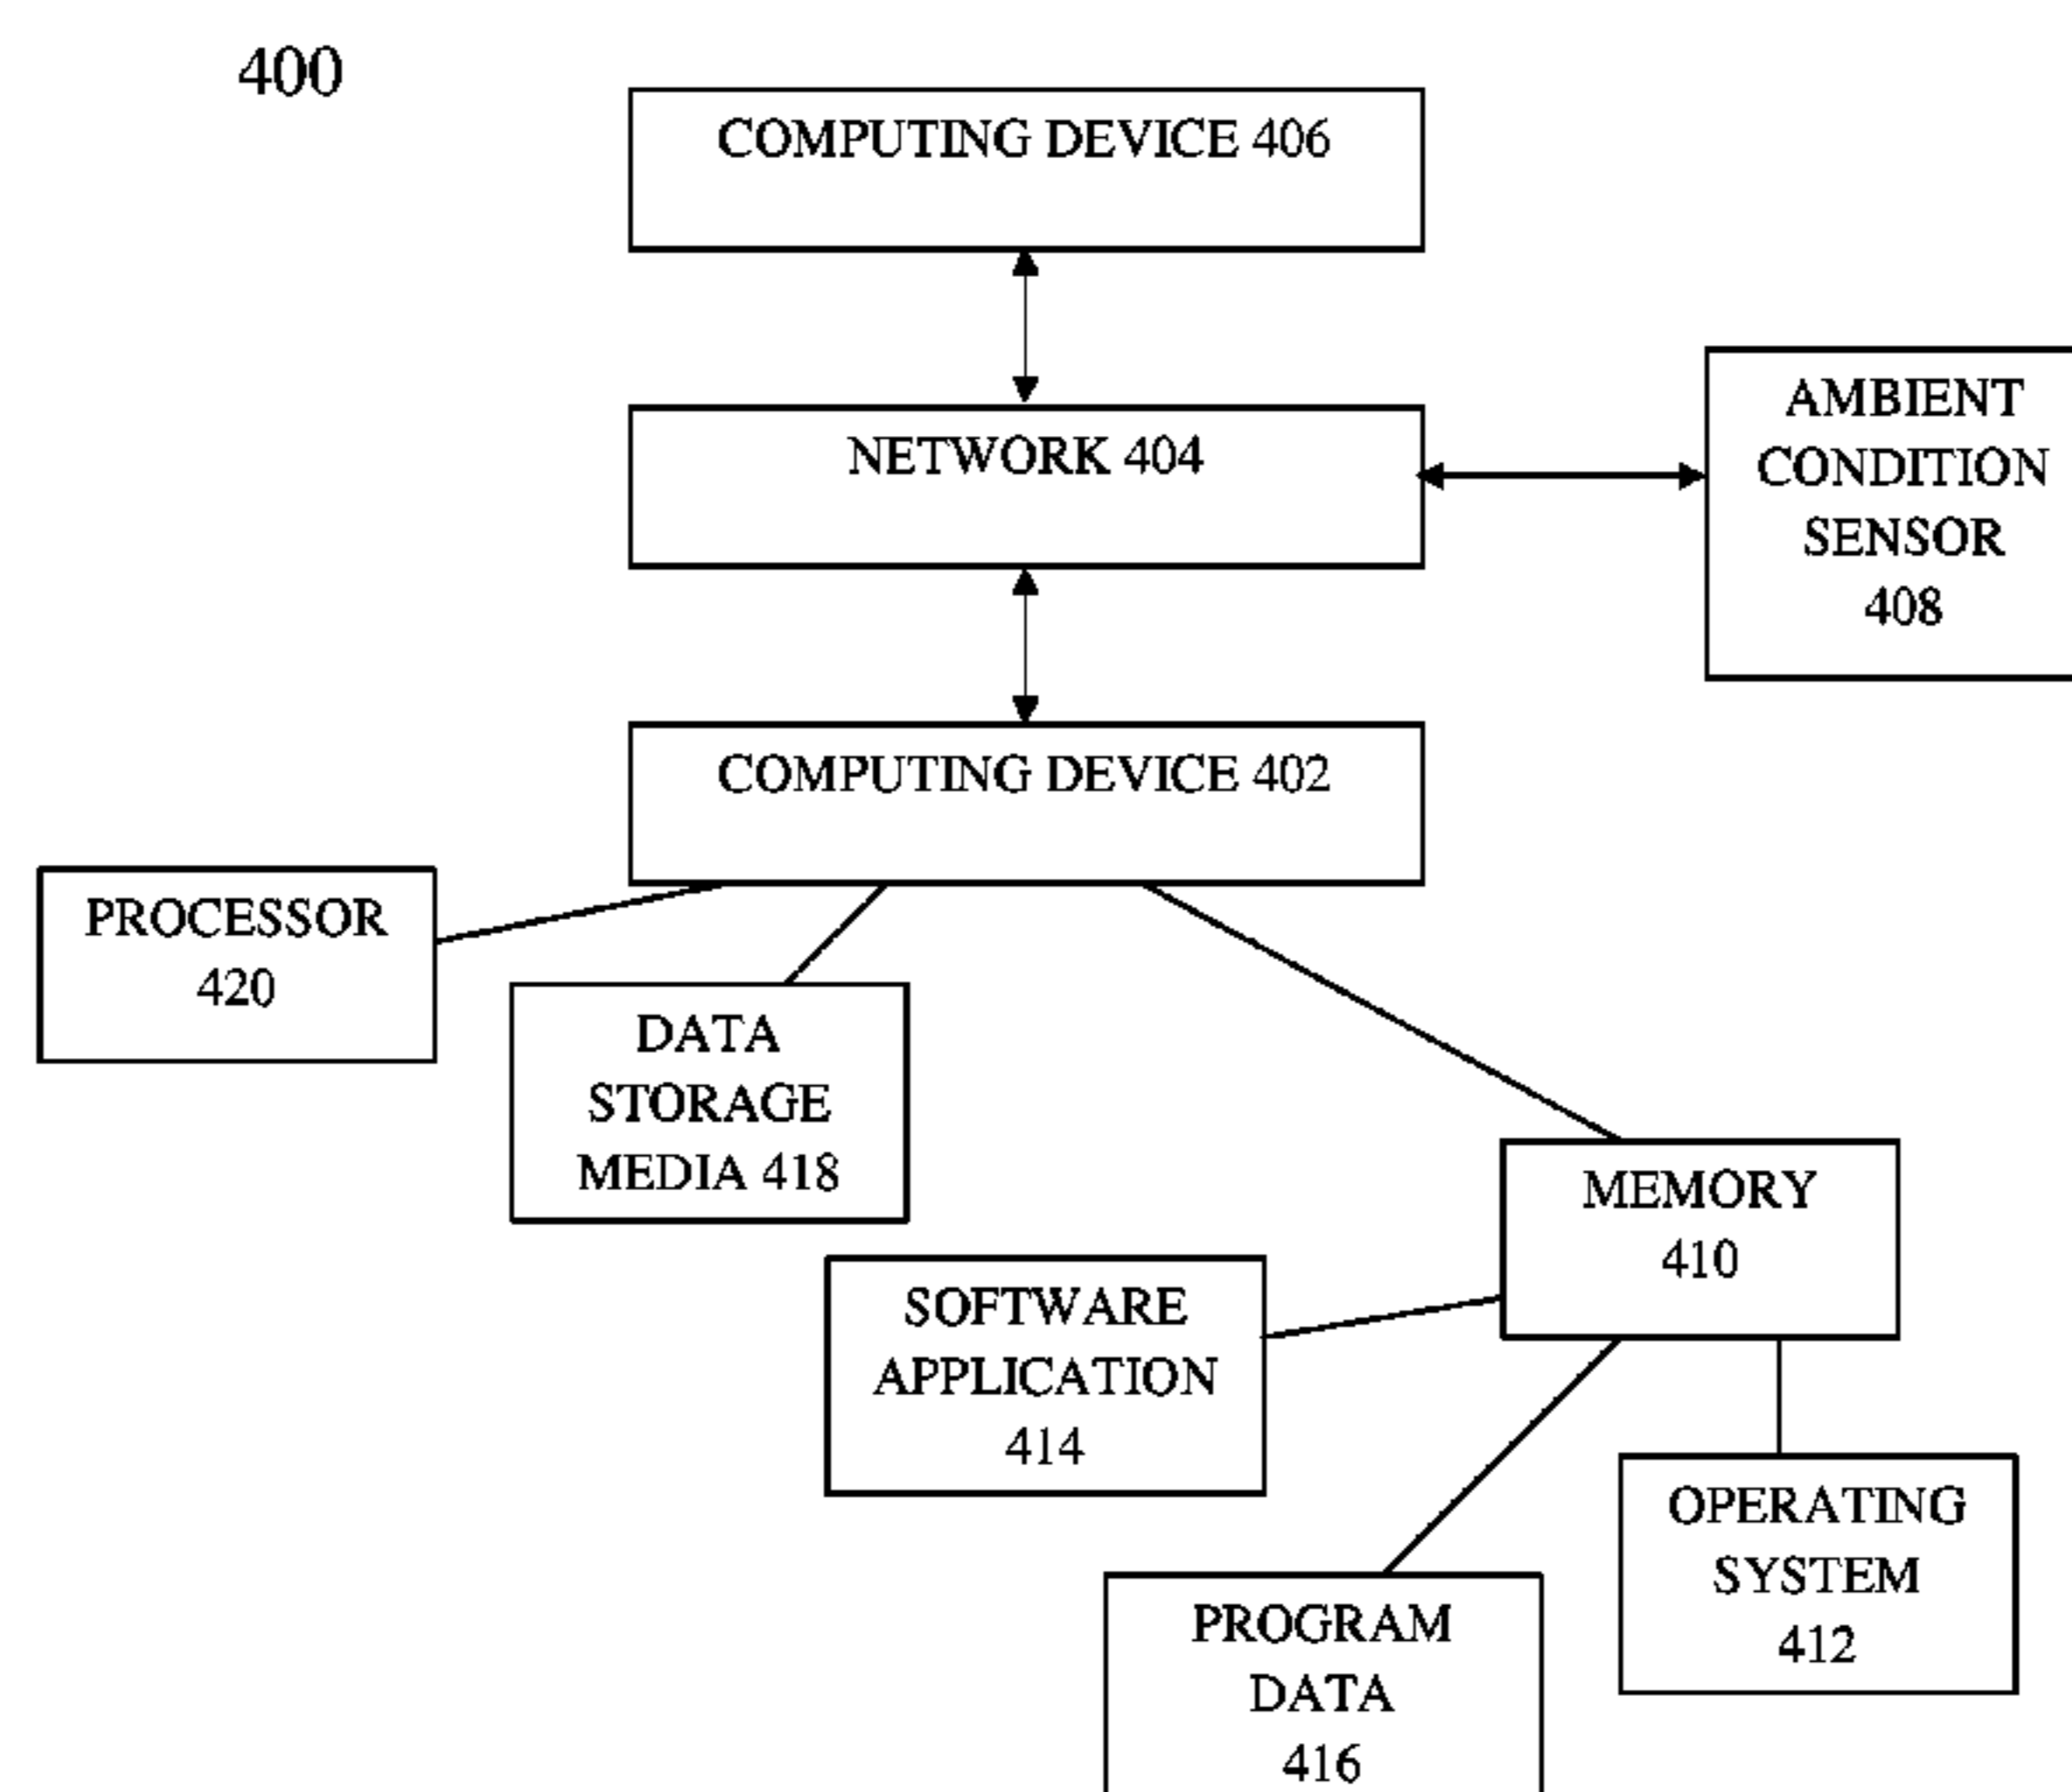 400
COMPUTING DEVICE 406
NETWORK 404
AMBIENT
CONDITION
SENSOR
408
COMPUTING DEVICE 402
PROCESSOR
420
DATA
STORAGE
MEDIA 418
MEMORY
410
SOFTWARE
APPLICATION
414
OPERATING
SYSTEM
412
PROGRAM
DATA
416